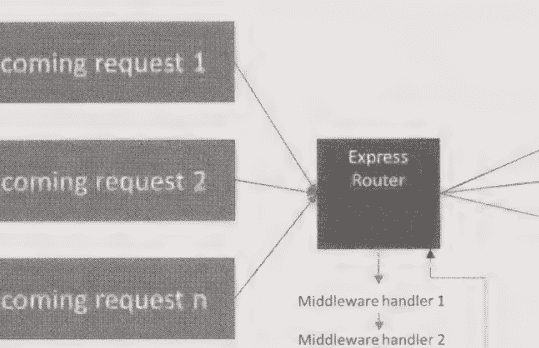 coming request 1
Express
Router
coming request 2
coming request n
Middleware handler 1
Middleware handler 2